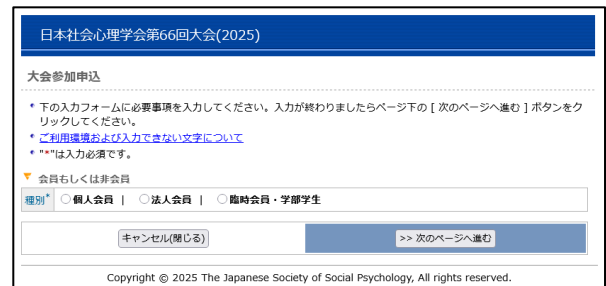 日本社会心理学会第66回大会(2025)
大会参加申込
下の入力フォームに必要事項を入力してください。入力が終わりましたらページ下の [ 次のページへ進む ] ボタンをク
リックしてください。
ご利用環境および入力できない文字について
"*"は入力必須です。
会員もしくは非会員
種別* 個人会員 | 法人会員 | 臨時会員・学部学生
キャンセル(閉じる) >> 次のページへ進む
Copyright © 2025 The Japanese Society of Social Psychology, All rights reserved.